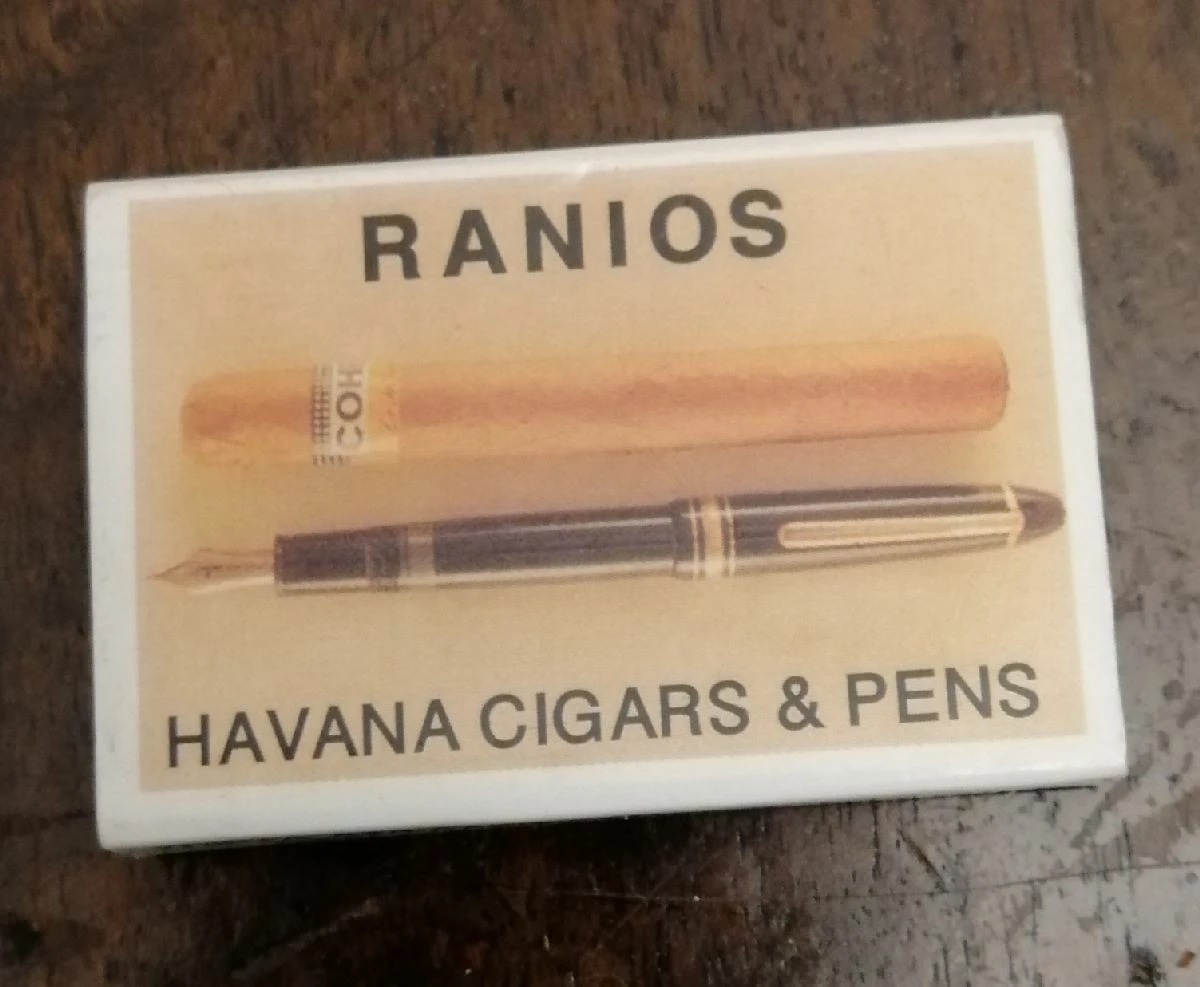 RANIOS
COH
HAVANA CIGARS & PENS